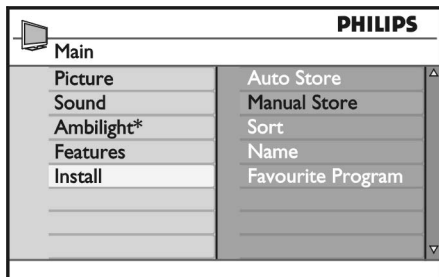 PHILIPS
Main
Picture
Sound
Ambilight*
Features
Install
Auto Store
Manual Store
Sort
Name
Favourite Program